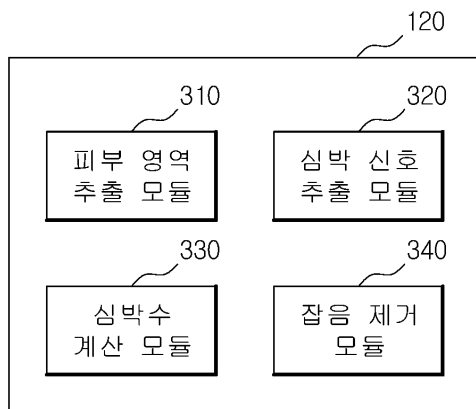 120
310
320
피부 영역
추출 모듈
심박 신호
추출 모듈
330
340
심박수
계산 모듈
잡음 제거
모듈